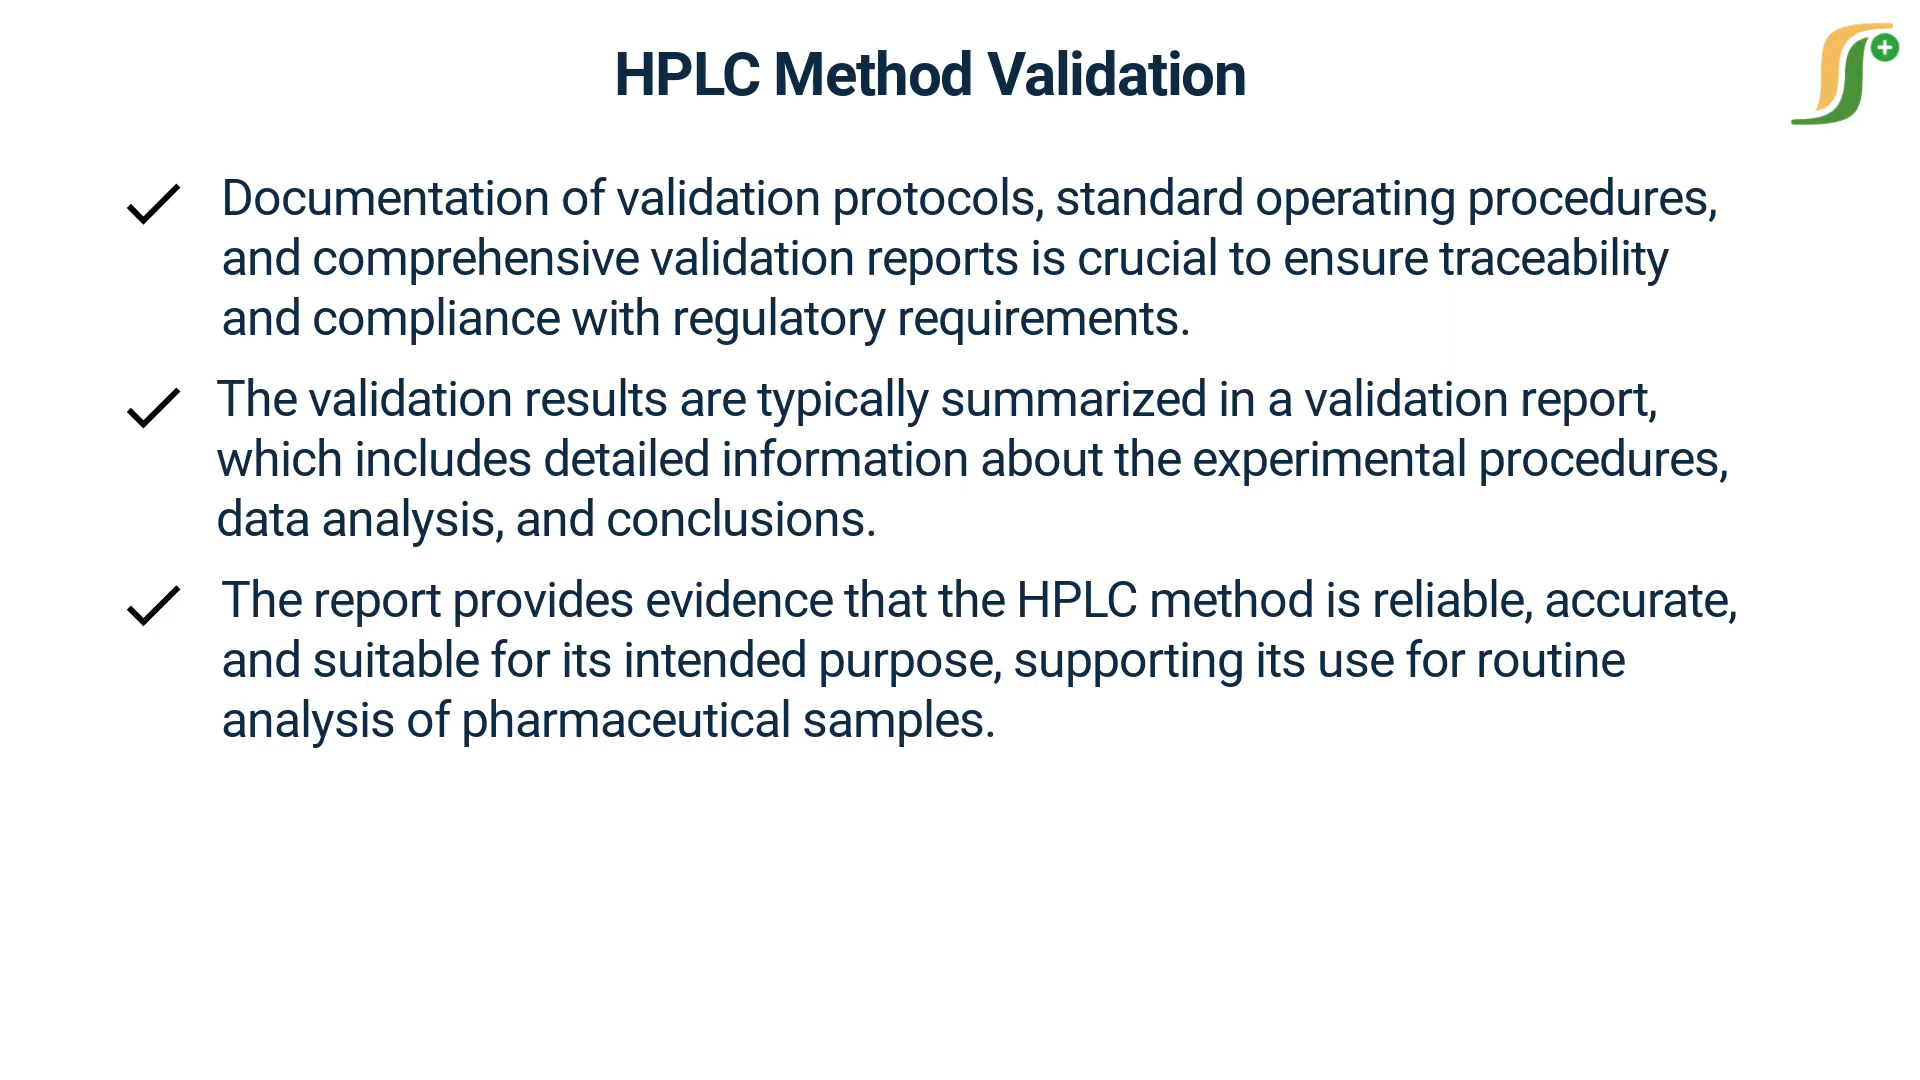 HPLC Method Validation
Documentation of validation protocols, standard operating procedures,
and comprehensive validation reports is crucial to ensure traceability
and compliance with regulatory requirements.
The validation results are typically summarized in a validation report,
which includes detailed information about the experimental procedures,
data analysis, and conclusions.
The report provides evidence that the HPLC method is reliable, accurate,
and suitable for its intended purpose, supporting its use for routine
analysis of pharmaceutical samples.